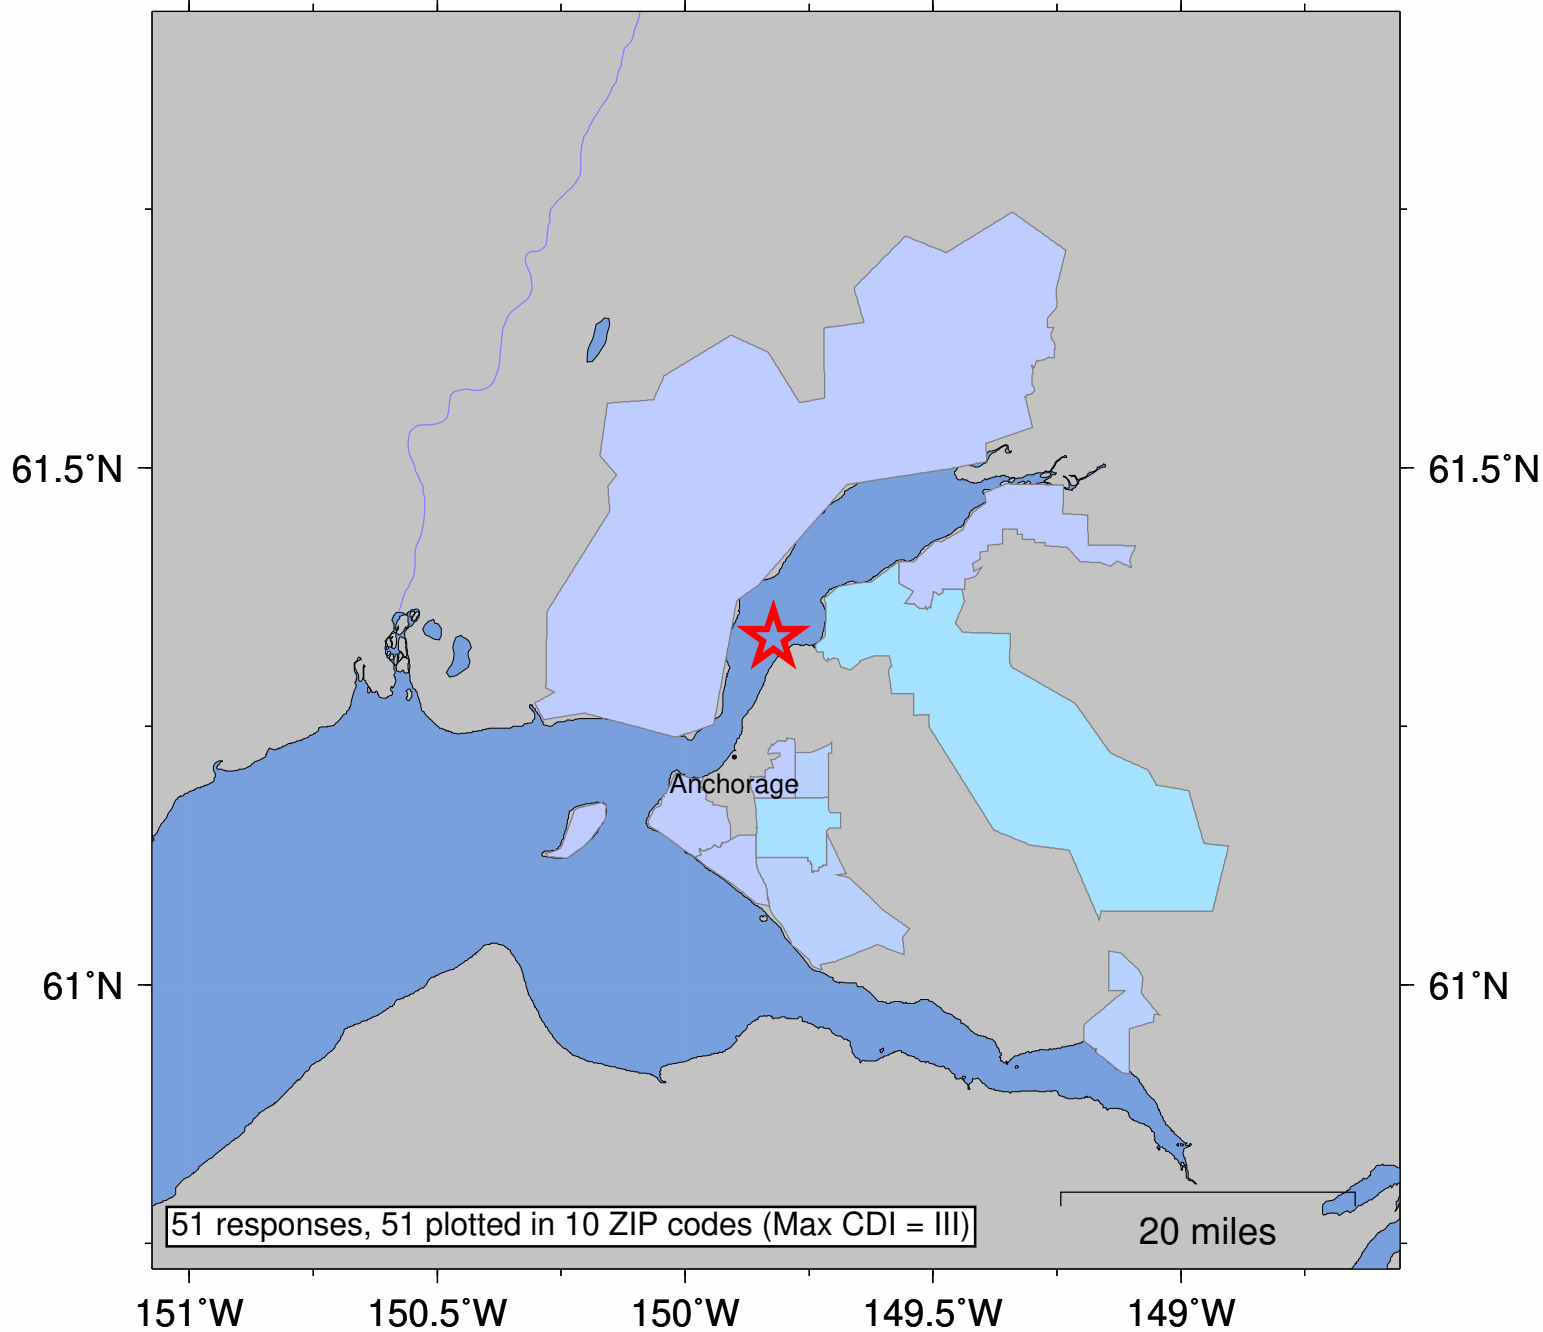 61.5˚N
61.5˚N
Anchorage
61˚N
61˚N
51 responses, 51 plotted in 10 ZIP codes (Max CDI = III)
20 miles
151˚W
150.5˚W
150˚W
149.5˚W
149˚W